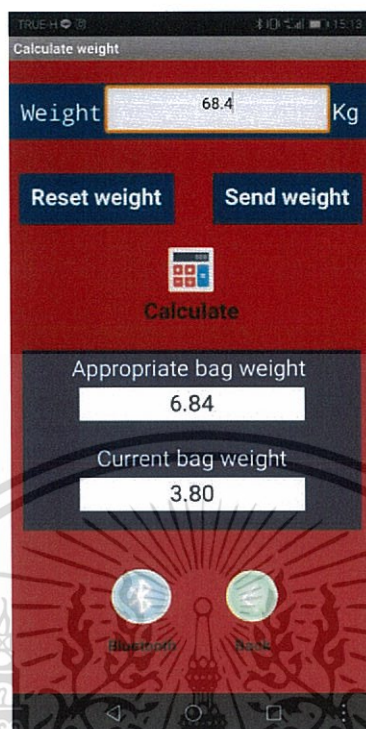 TRUE-H 15:13
Calculate weight
Weight 68.4 Kg
Reset weight Send weight
Calculate
Appropriate bag weight
6.84
Current bag weight
3.80
Bluetooth Back